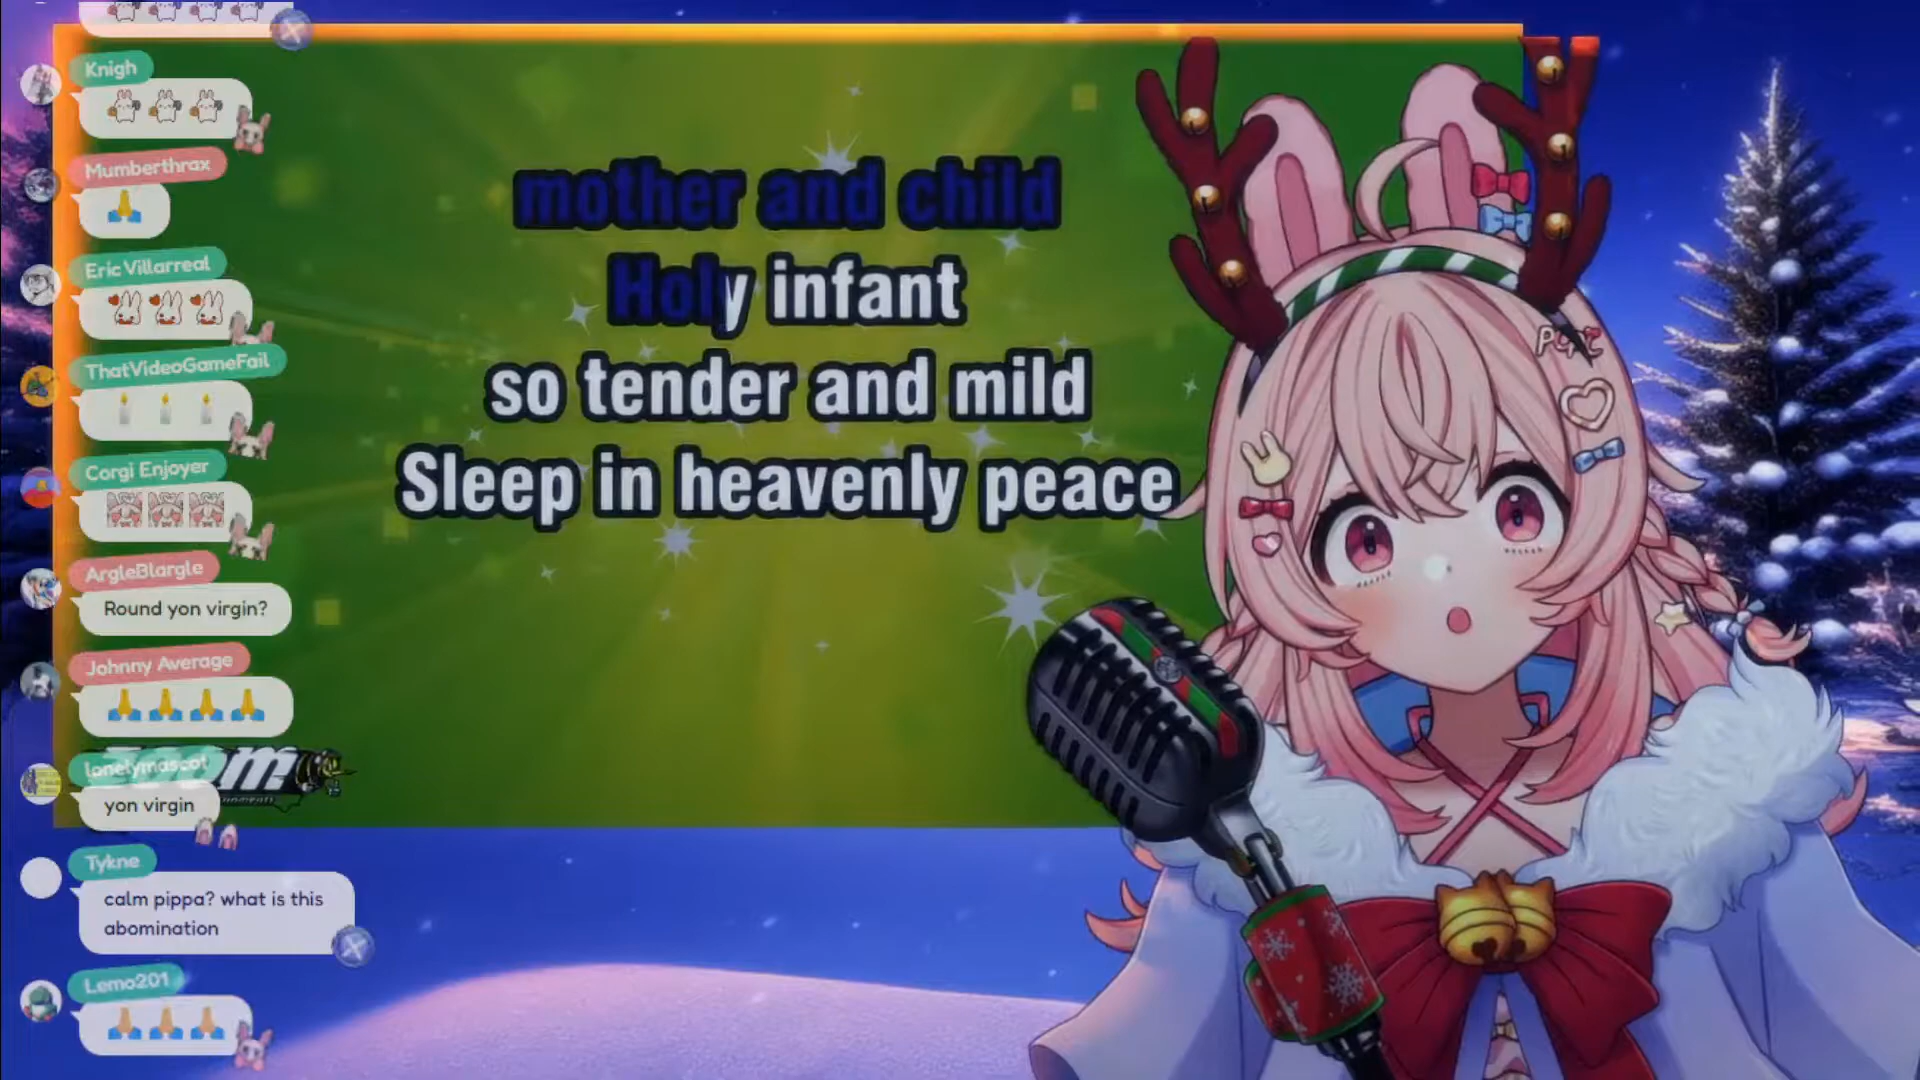 Knigh
Mumberthrax
Eric Villarreal
ThatVideoGameFail
Corgi Enjoyer
ArgleBlargle
Round yon virgin?
Johnny Average
lonelymascot
yon virgin
Tykne
calm pippa? what is this
abomination
Lemo201
mother and child
Holy infant
so tender and mild
Sleep in heavenly peace